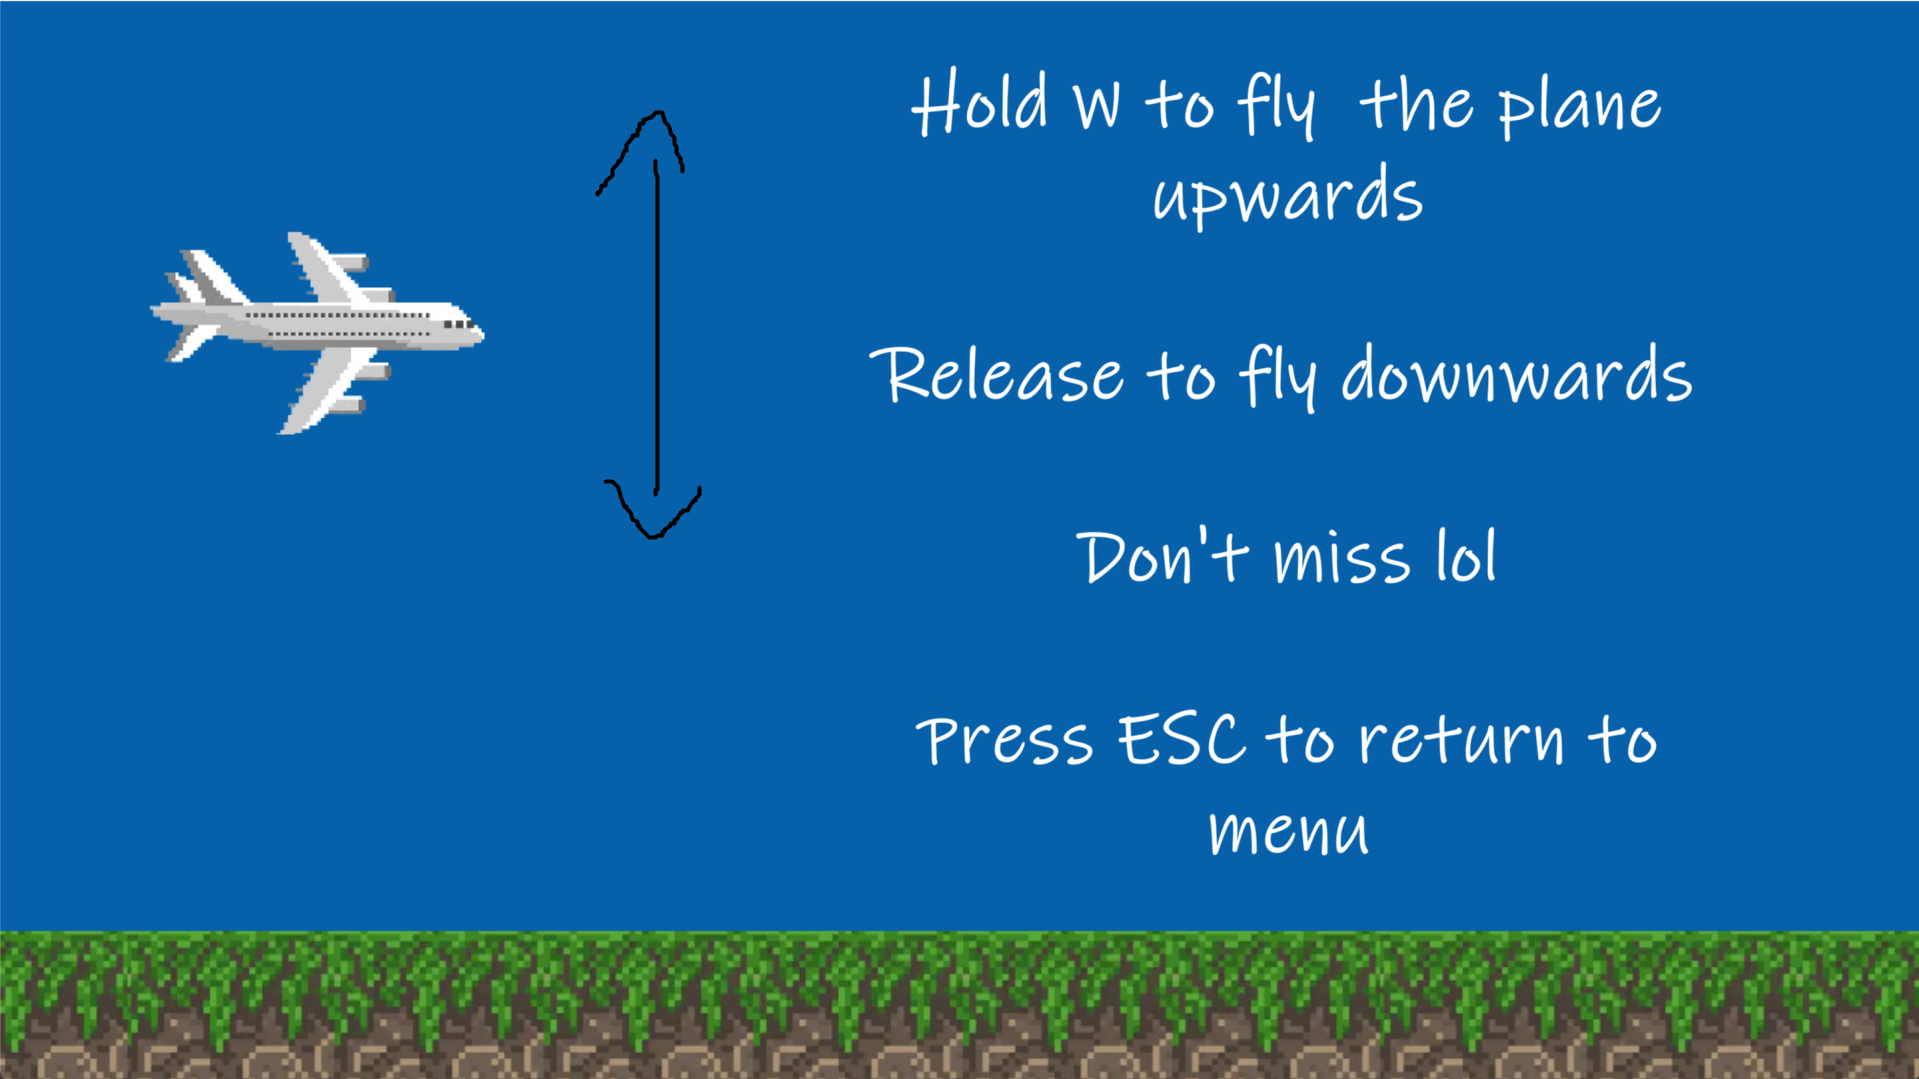 Hold W to fly  the plane
upwards
Release to fly downwards
Don't miss lol
Press ESC to return to
menu